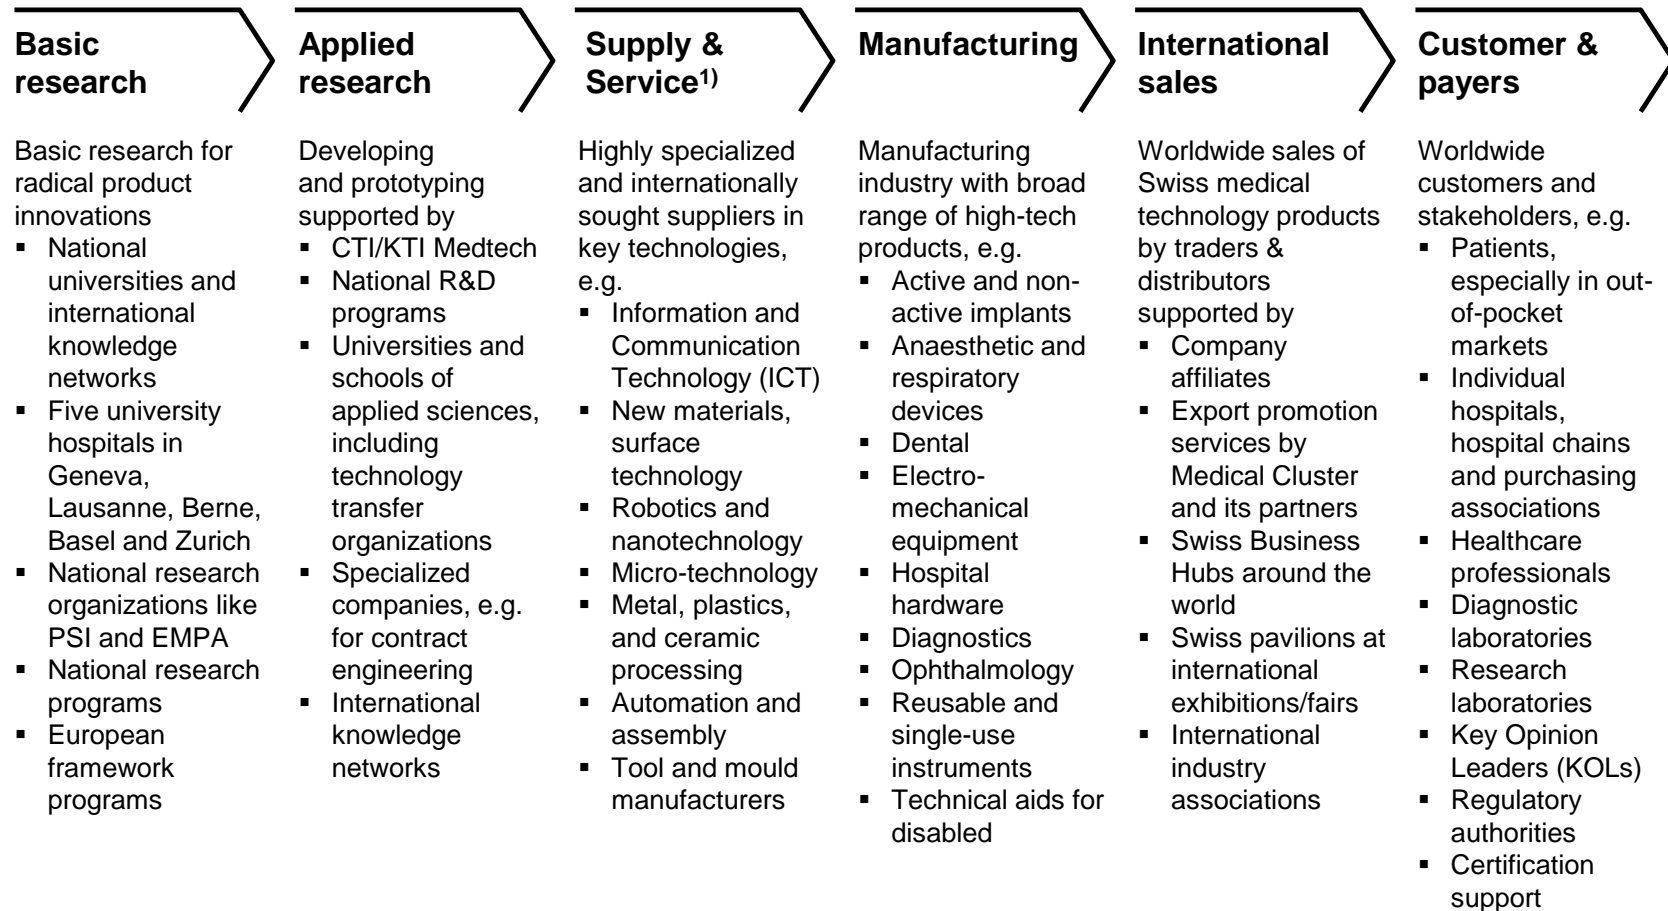 Basic
research
Basic research for
radical product
innovations
▪ National
universities and
international
knowledge
networks
▪ Five university
hospitals in
Geneva,
Lausanne, Berne,
Basel and Zurich
▪ National research
organizations like
PSI and EMPA
▪ National research
programs
▪ European
framework
programs
Applied
research
Developing
and prototyping
supported by
▪ CTI/KTI Medtech
▪ National R&D
programs
▪ Universities and
schools of
applied sciences,
including
technology
transfer
organizations
▪ Specialized
companies, e.g.
for contract
engineering
▪ International
knowledge
networks
Supply &
Service1)
Highly specialized
and internationally
sought suppliers in
key technologies,
e.g.
▪ Information and
Communication
Technology (ICT)
▪ New materials,
surface
technology
▪ Robotics and
nanotechnology
▪ Micro-technology
▪ Metal, plastics,
and ceramic
processing
▪ Automation and
assembly
▪ Tool and mould
manufacturers
Manufacturing
Manufacturing
industry with broad
range of high-tech
products, e.g.
▪ Active and non-
active implants
▪ Anaesthetic and
respiratory
devices
▪ Dental
▪ Electro-
mechanical
equipment
▪ Hospital
hardware
▪ Diagnostics
▪ Ophthalmology
▪ Reusable and
single-use
instruments
▪ Technical aids for
disabled
International
sales
Worldwide sales of
Swiss medical
technology products
by traders &
distributors
supported by
▪ Company
affiliates
▪ Export promotion
services by
Medical Cluster
and its partners
▪ Swiss Business
Hubs around the
world
▪ Swiss pavilions at
international
exhibitions/fairs
▪ International
industry
associations
Customer &
payers
Worldwide
customers and
stakeholders, e.g.
▪ Patients,
especially in out-
of-pocket
markets
▪ Individual
hospitals,
hospital chains
and purchasing
associations
▪ Healthcare
professionals
▪ Diagnostic
laboratories
▪ Research
laboratories
▪ Key Opinion
Leaders (KOLs)
▪ Regulatory
authorities
▪ Certification
support